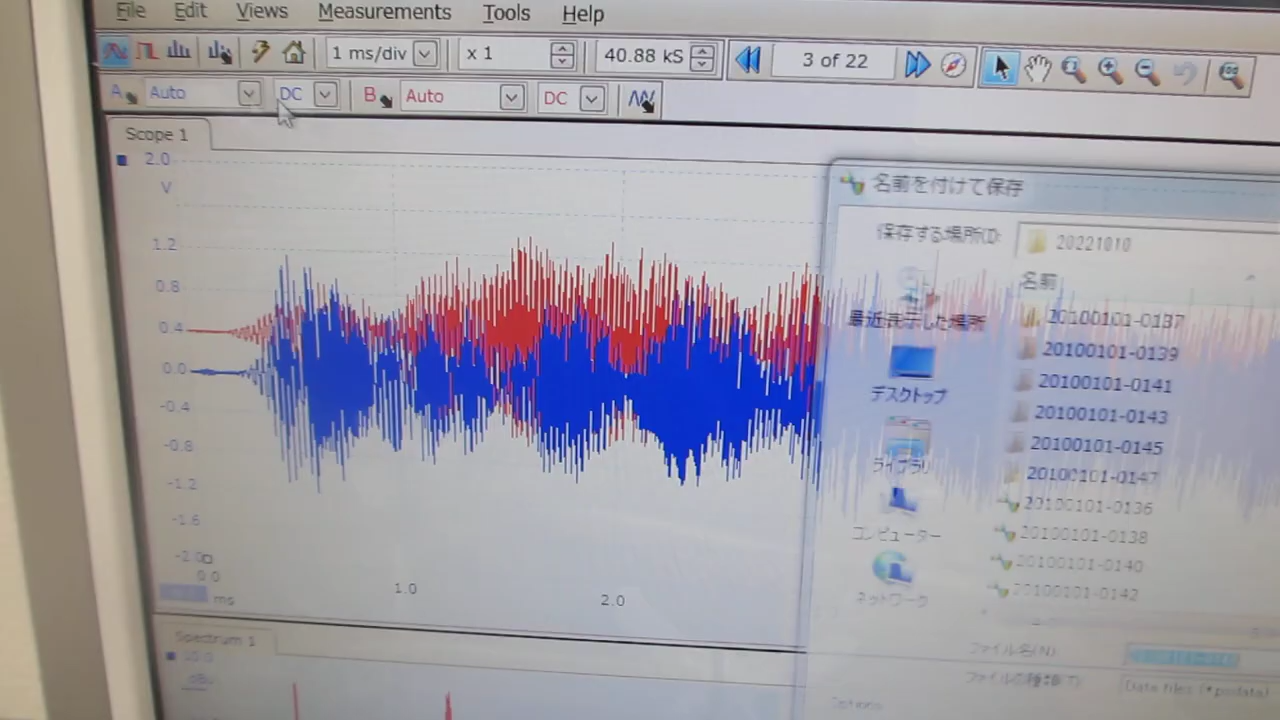 File Edit Views Measurements Tools Help
1 ms/div x 1 40.88 kS 3 of 22
A Auto DC B Auto DC
Scope 1
2.0
V
1.2
0.8
0.4
0.0
-0.4
-0.8
-1.2
-1.6
-2.0
0.0
1.0
2.0
ms
Spectrum 1
dBu
名前を付けて保存
保存する場所(I):
20221010
名前
最近表示した場所
デスクトップ
ライブラリ
コンピューター
ネットワーク
20100101-0137
20100101-0139
20100101-0141
20100101-0143
20100101-0145
20100101-0147
20100101-0136
20100101-0138
20100101-0140
20100101-0142
ファイル名(N):
ファイルの種類(T):
Data files (*.psdata)
Options